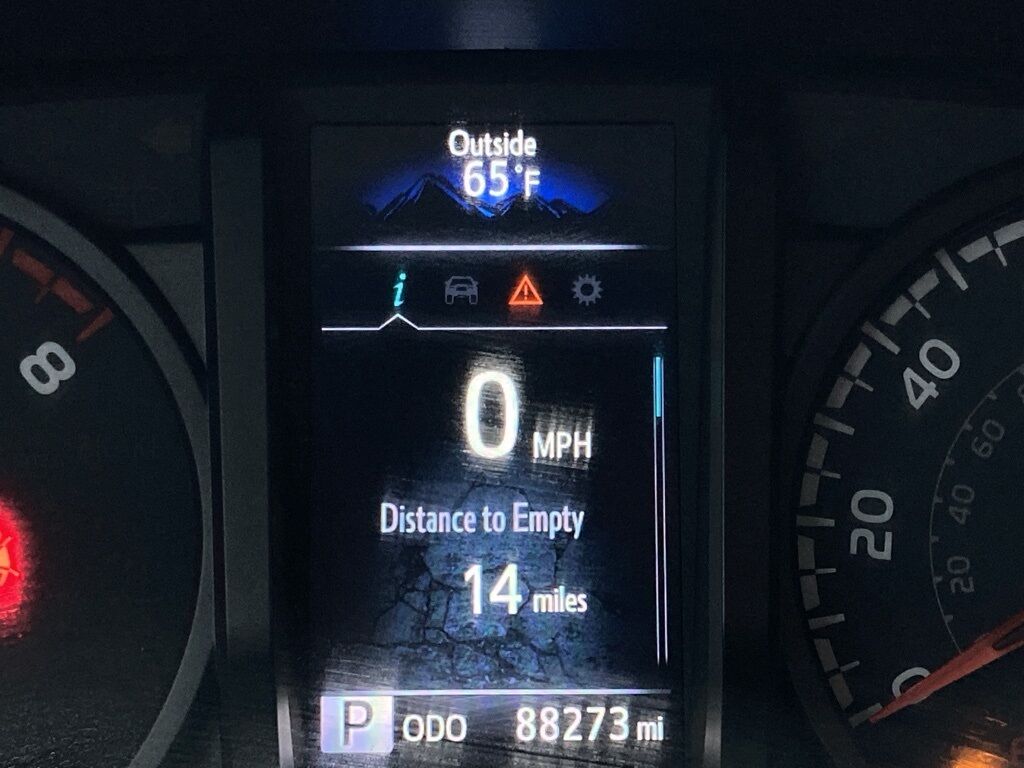 Outside
65°F
i
0 MPH
Distance to Empty
14 miles
P ODO 88273 mi
8
40
20
0
60
40
20